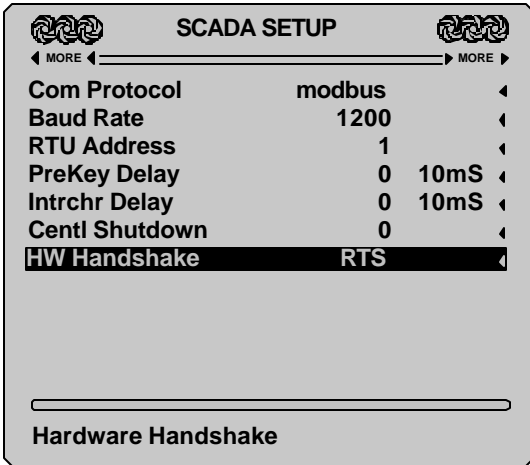 SCADA SETUP
MORE MORE
Com Protocol modbus
Baud Rate 1200
RTU Address 1
PreKey Delay 0 10mS
Intrchr Delay 0 10mS
Centl Shutdown 0
HW Handshake RTS
Hardware Handshake